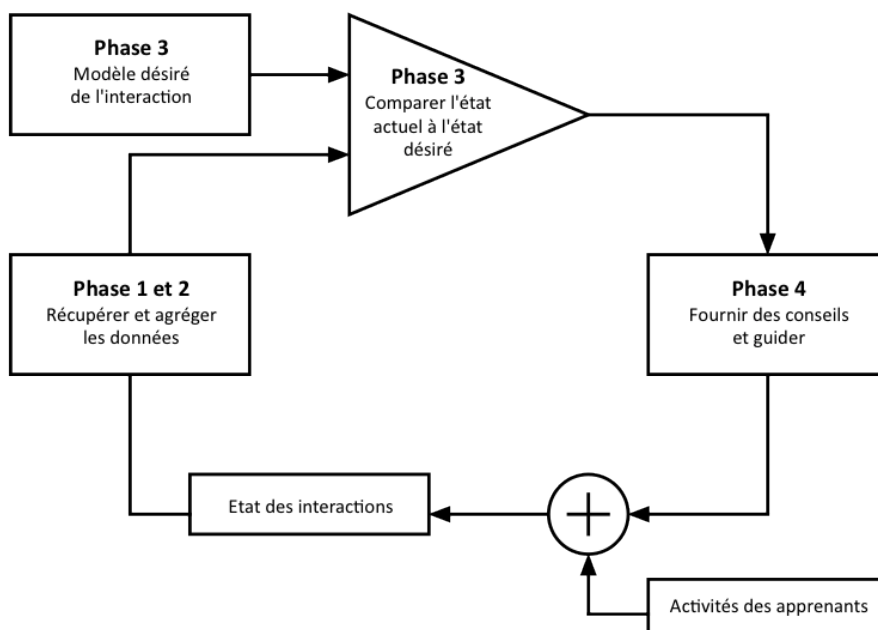 Phase 3
Modèle désiré
de l'interaction
Phase 3
Comparer l'état
actuel à l'état
désiré
Phase 1 et 2
Récupérer et agréger
les données
Phase 4
Fournir des conseils
et guider
Etat des interactions
Activités des apprenants